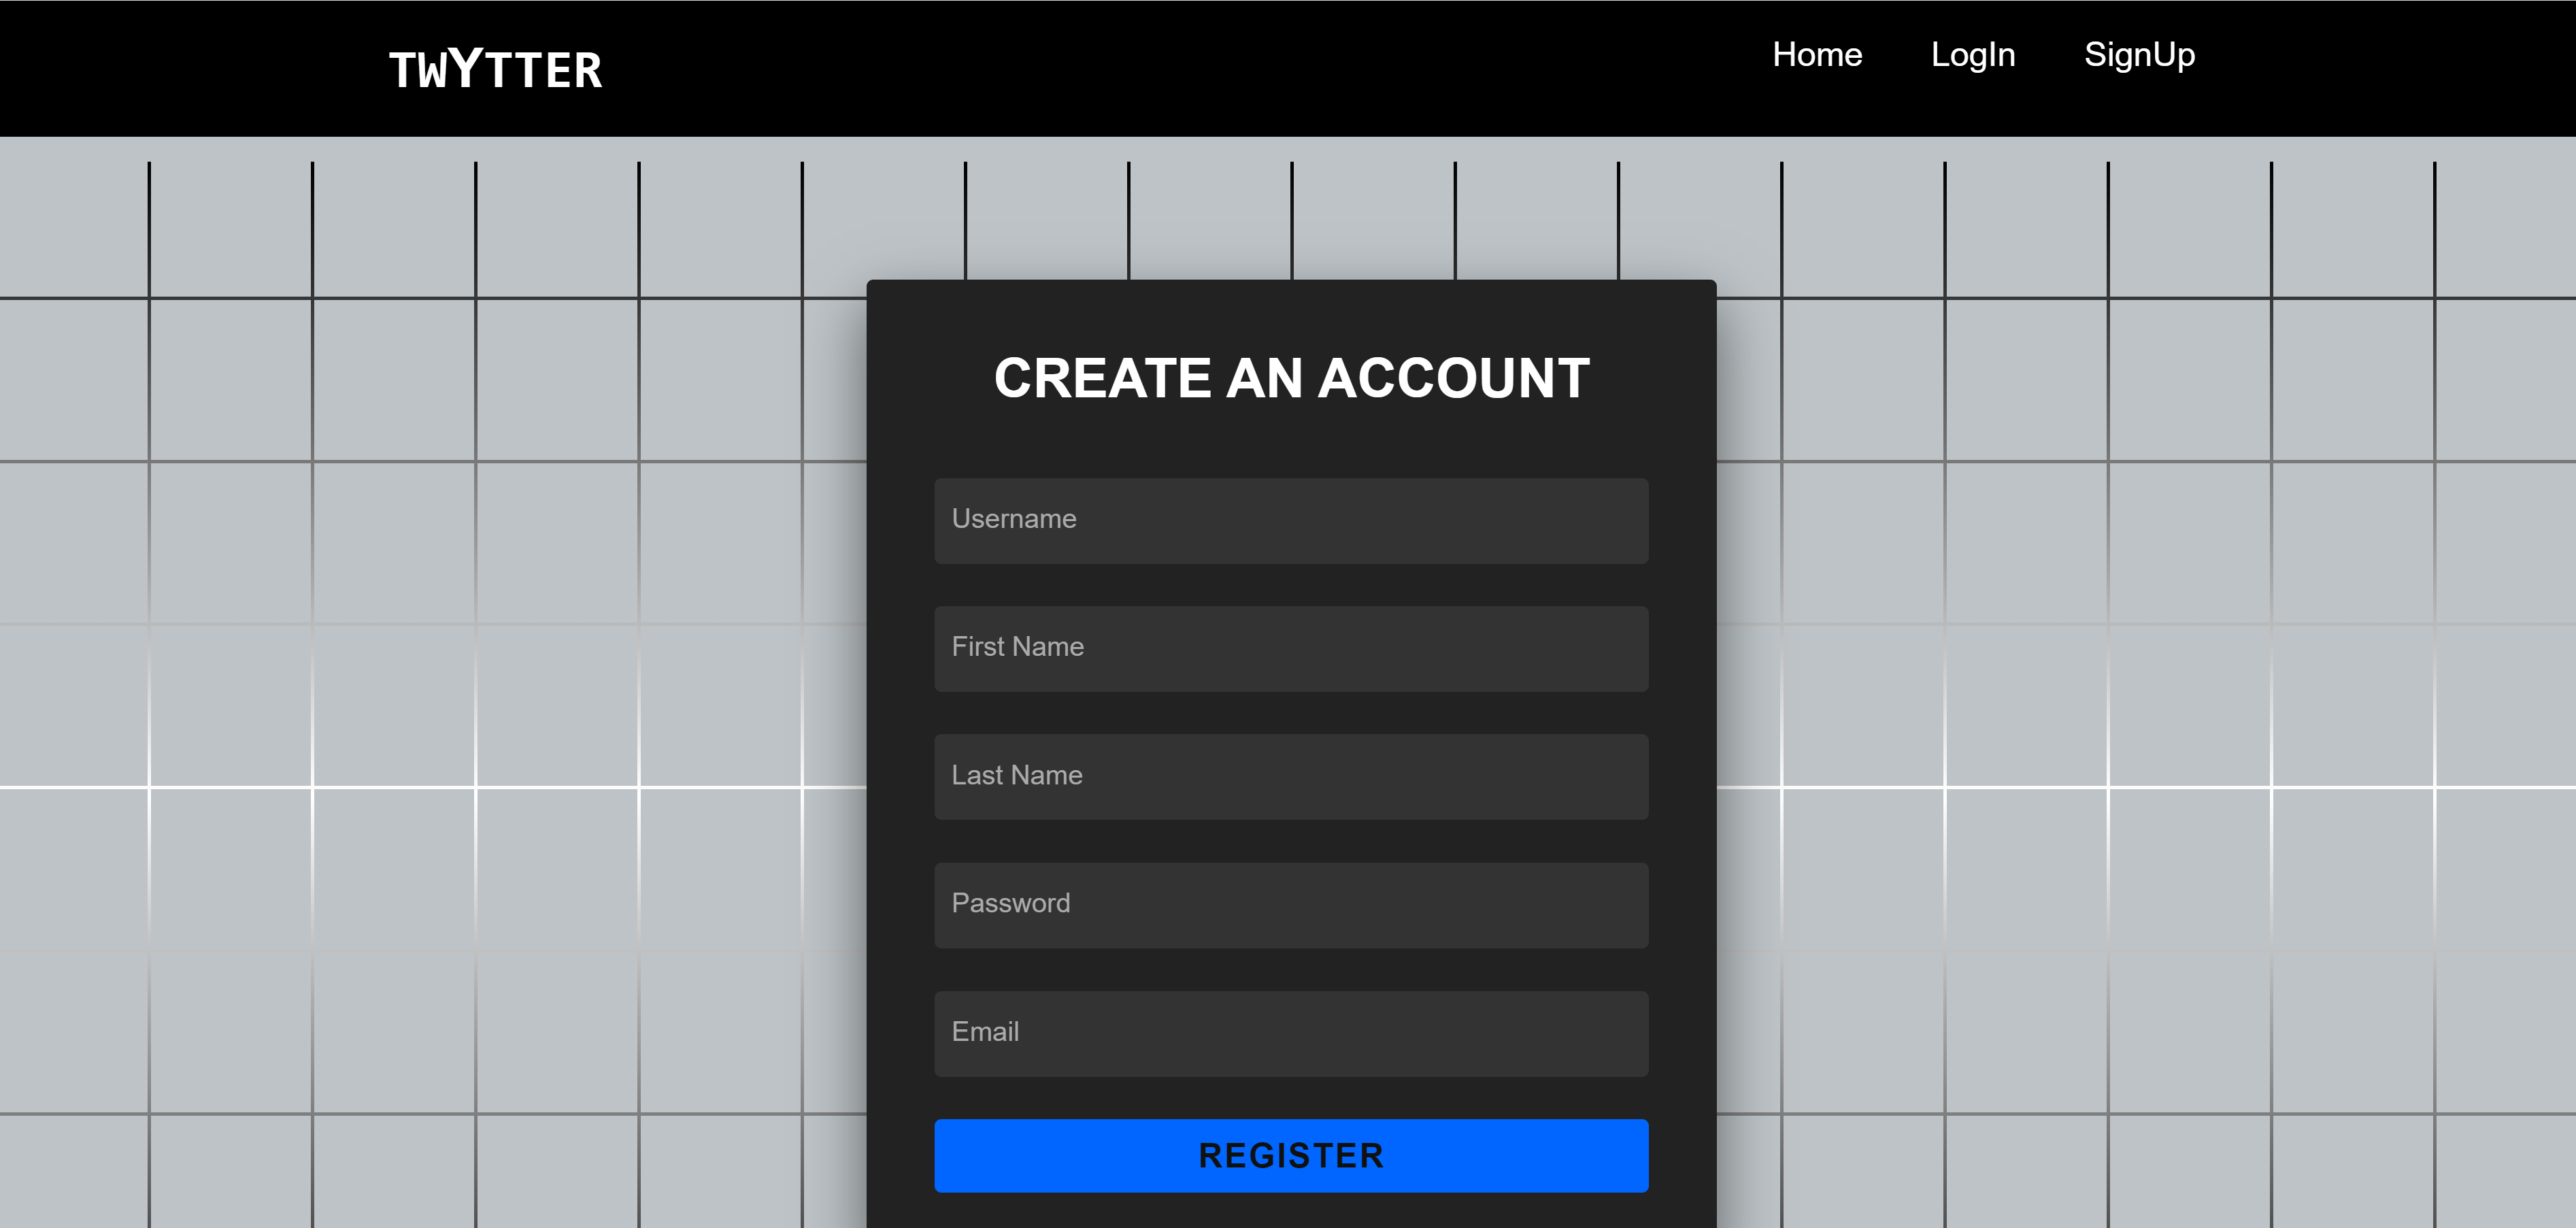 TWYTTER
Home LogIn SignUp
CREATE AN ACCOUNT
Username
First Name
Last Name
Password
Email
REGISTER